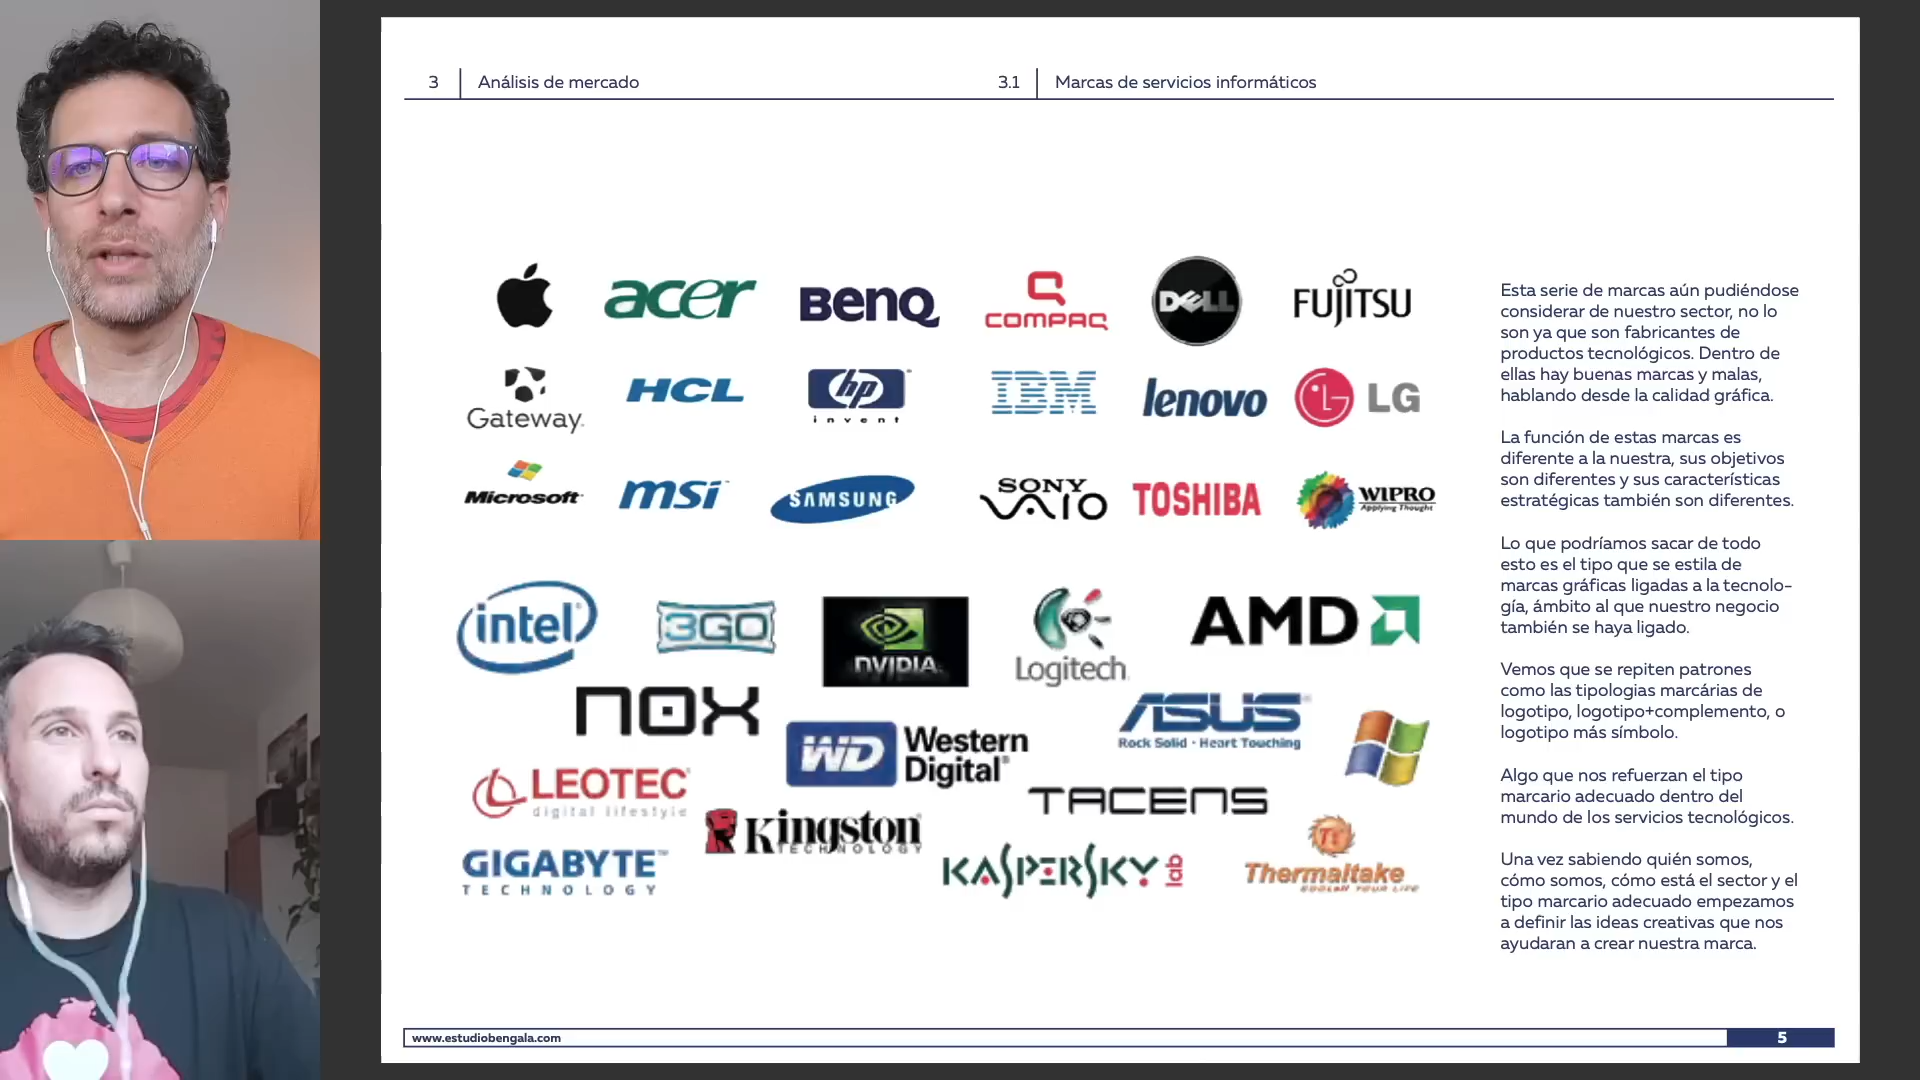 3 Análisis de mercado 3.1 Marcas de servicios informáticos
acer BenQ COMPAQ DELL FUJITSU
Gateway HCL hp invent IBM lenovo LG
Microsoft msi SAMSUNG SONY VAIO TOSHIBA WIPRO Applying Thought
intel 3GO NVIDIA Logitech AMD
nox WD Western Digital ASUS Rock Solid · Heart Touching
LEOTEC digital lifestyle TACENS
Kingston TECHNOLOGY
GIGABYTE TECHNOLOGY KASPERSKY lab Thermaltake COOL ALL YOUR LIFE
Esta serie de marcas aún pudiéndose
considerar de nuestro sector, no lo
son ya que son fabricantes de
productos tecnológicos. Dentro de
ellas hay buenas marcas y malas,
hablando desde la calidad gráfica.
La función de estas marcas es
diferente a la nuestra, sus objetivos
son diferentes y sus características
estratégicas también son diferentes.
Lo que podríamos sacar de todo
esto es el tipo que se estila de
marcas gráficas ligadas a la tecnolo-
gía, ámbito al que nuestro negocio
también se haya ligado.
Vemos que se repiten patrones
como las tipologias marcárias de
logotipo, logotipo+complemento, o
logotipo más símbolo.
Algo que nos refuerzan el tipo
marcario adecuado dentro del
mundo de los servicios tecnológicos.
Una vez sabiendo quién somos,
cómo somos, cómo está el sector y el
tipo marcario adecuado empezamos
a definir las ideas creativas que nos
ayudaran a crear nuestra marca.
www.estudiobengala.com 5